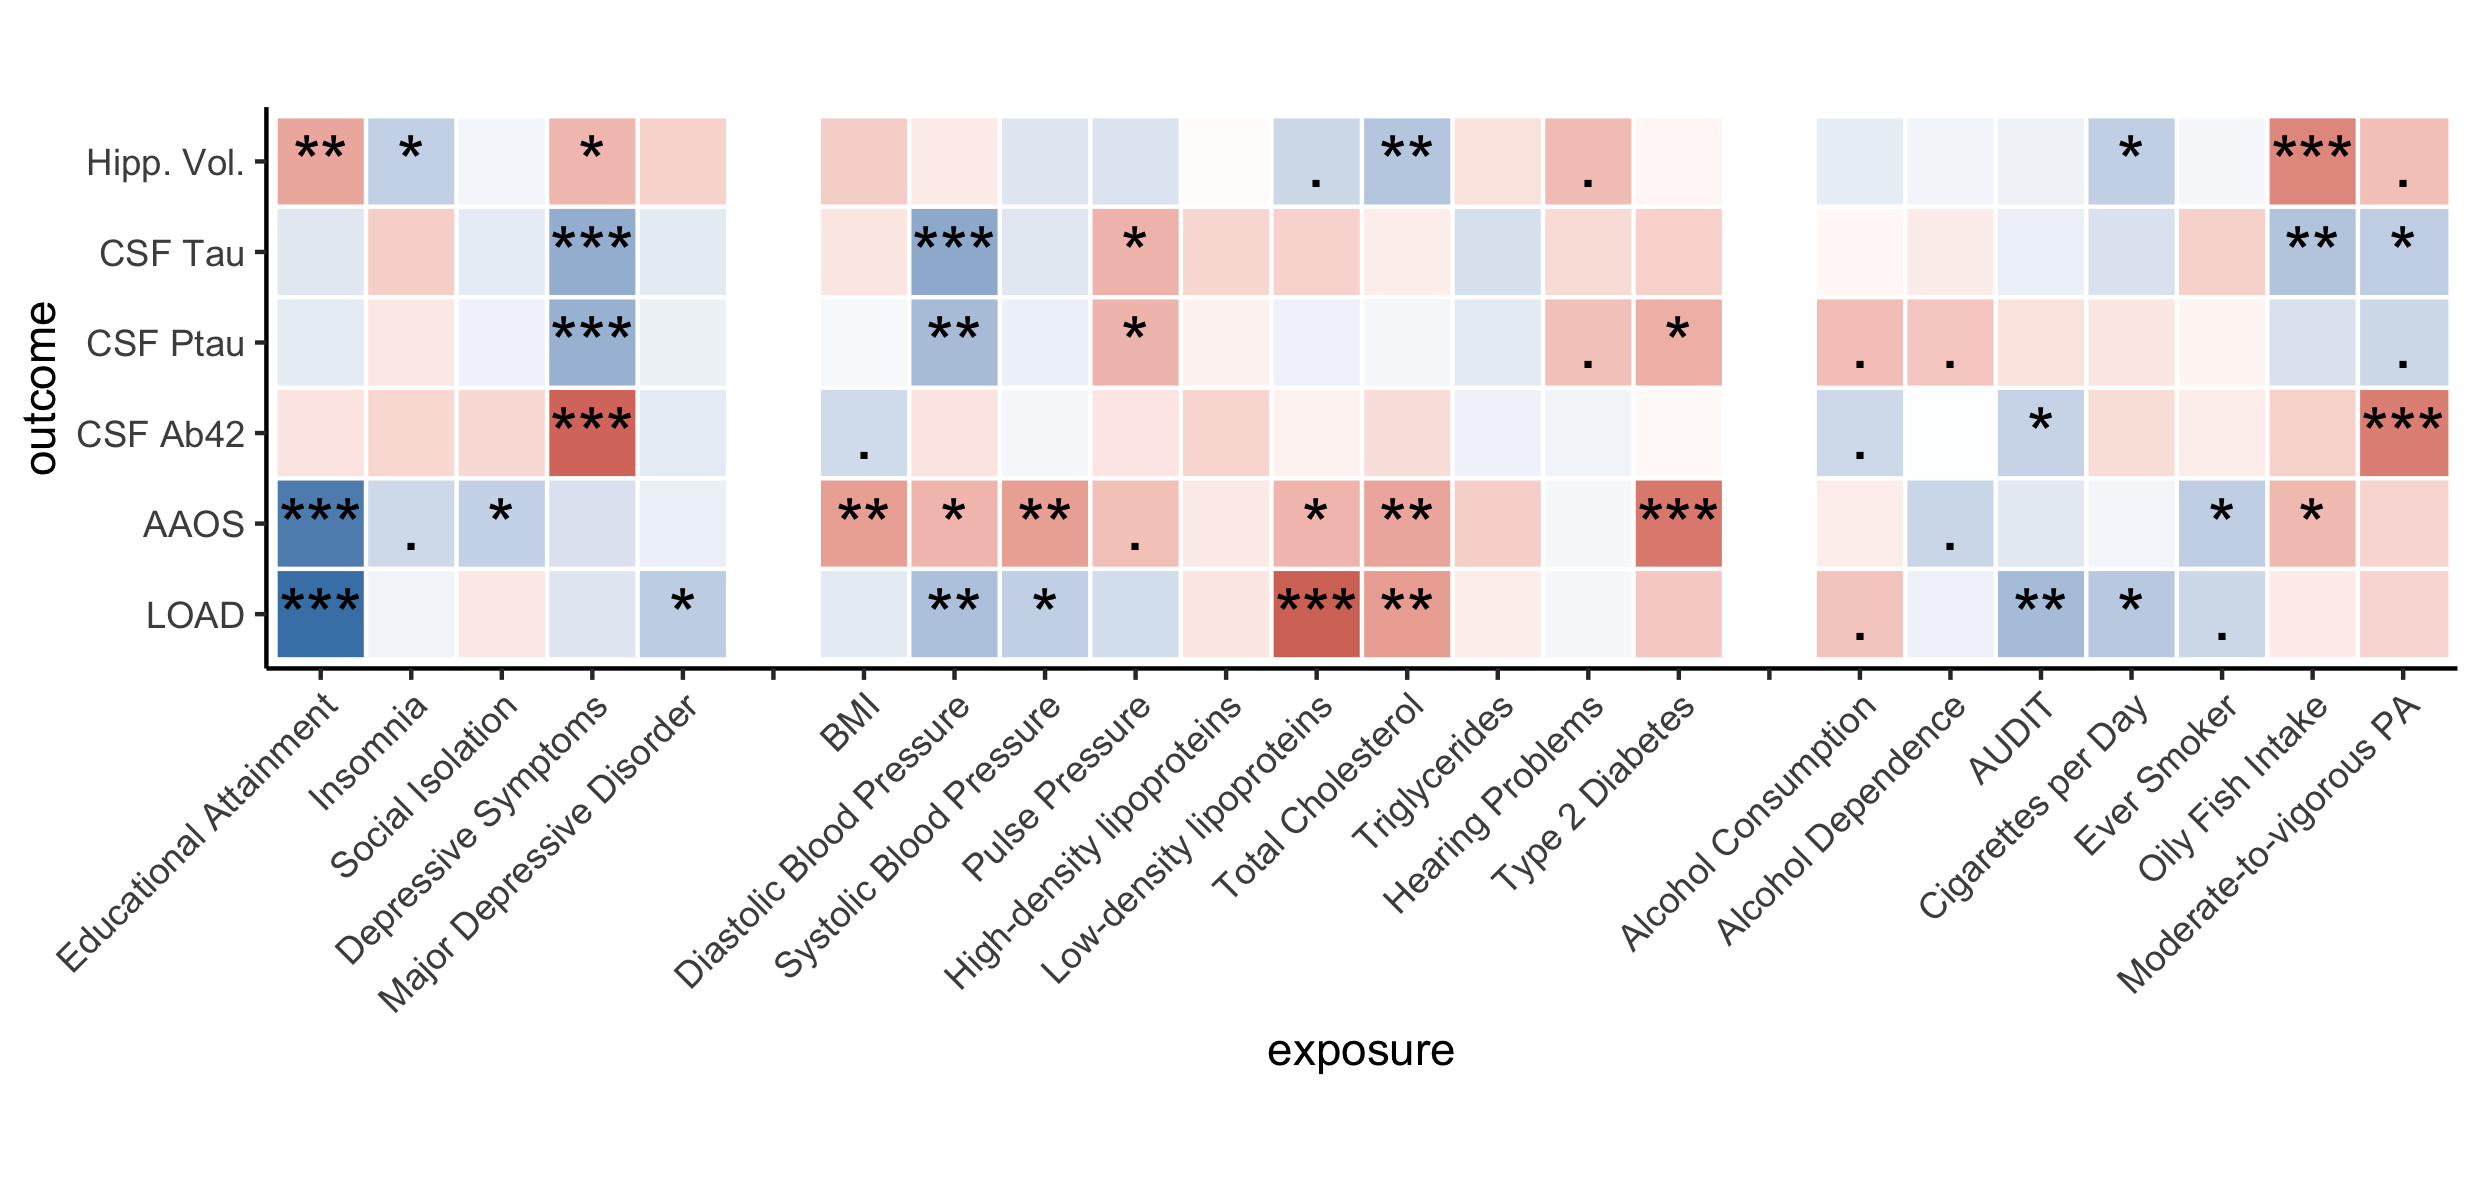 Hipp. Vol. ** * * . ** . * *** .
CSF Tau *** *** * ** *
CSF Ptau *** ** * . * . . .
CSF Ab42 *** . . * ***
AAOS *** . * ** * ** . * ** *** . * *
LOAD *** * ** * *** ** . ** * .
outcome
Educational Attainment
Insomnia
Social Isolation
Depressive Symptoms
Major Depressive Disorder
BMI
Diastolic Blood Pressure
Systolic Blood Pressure
Pulse Pressure
High-density lipoproteins
Low-density lipoproteins
Total Cholesterol
Triglycerides
Hearing Problems
Type 2 Diabetes
Alcohol Consumption
Alcohol Dependence
AUDIT
Cigarettes per Day
Ever Smoker
Oily Fish Intake
Moderate-to-vigorous PA
exposure